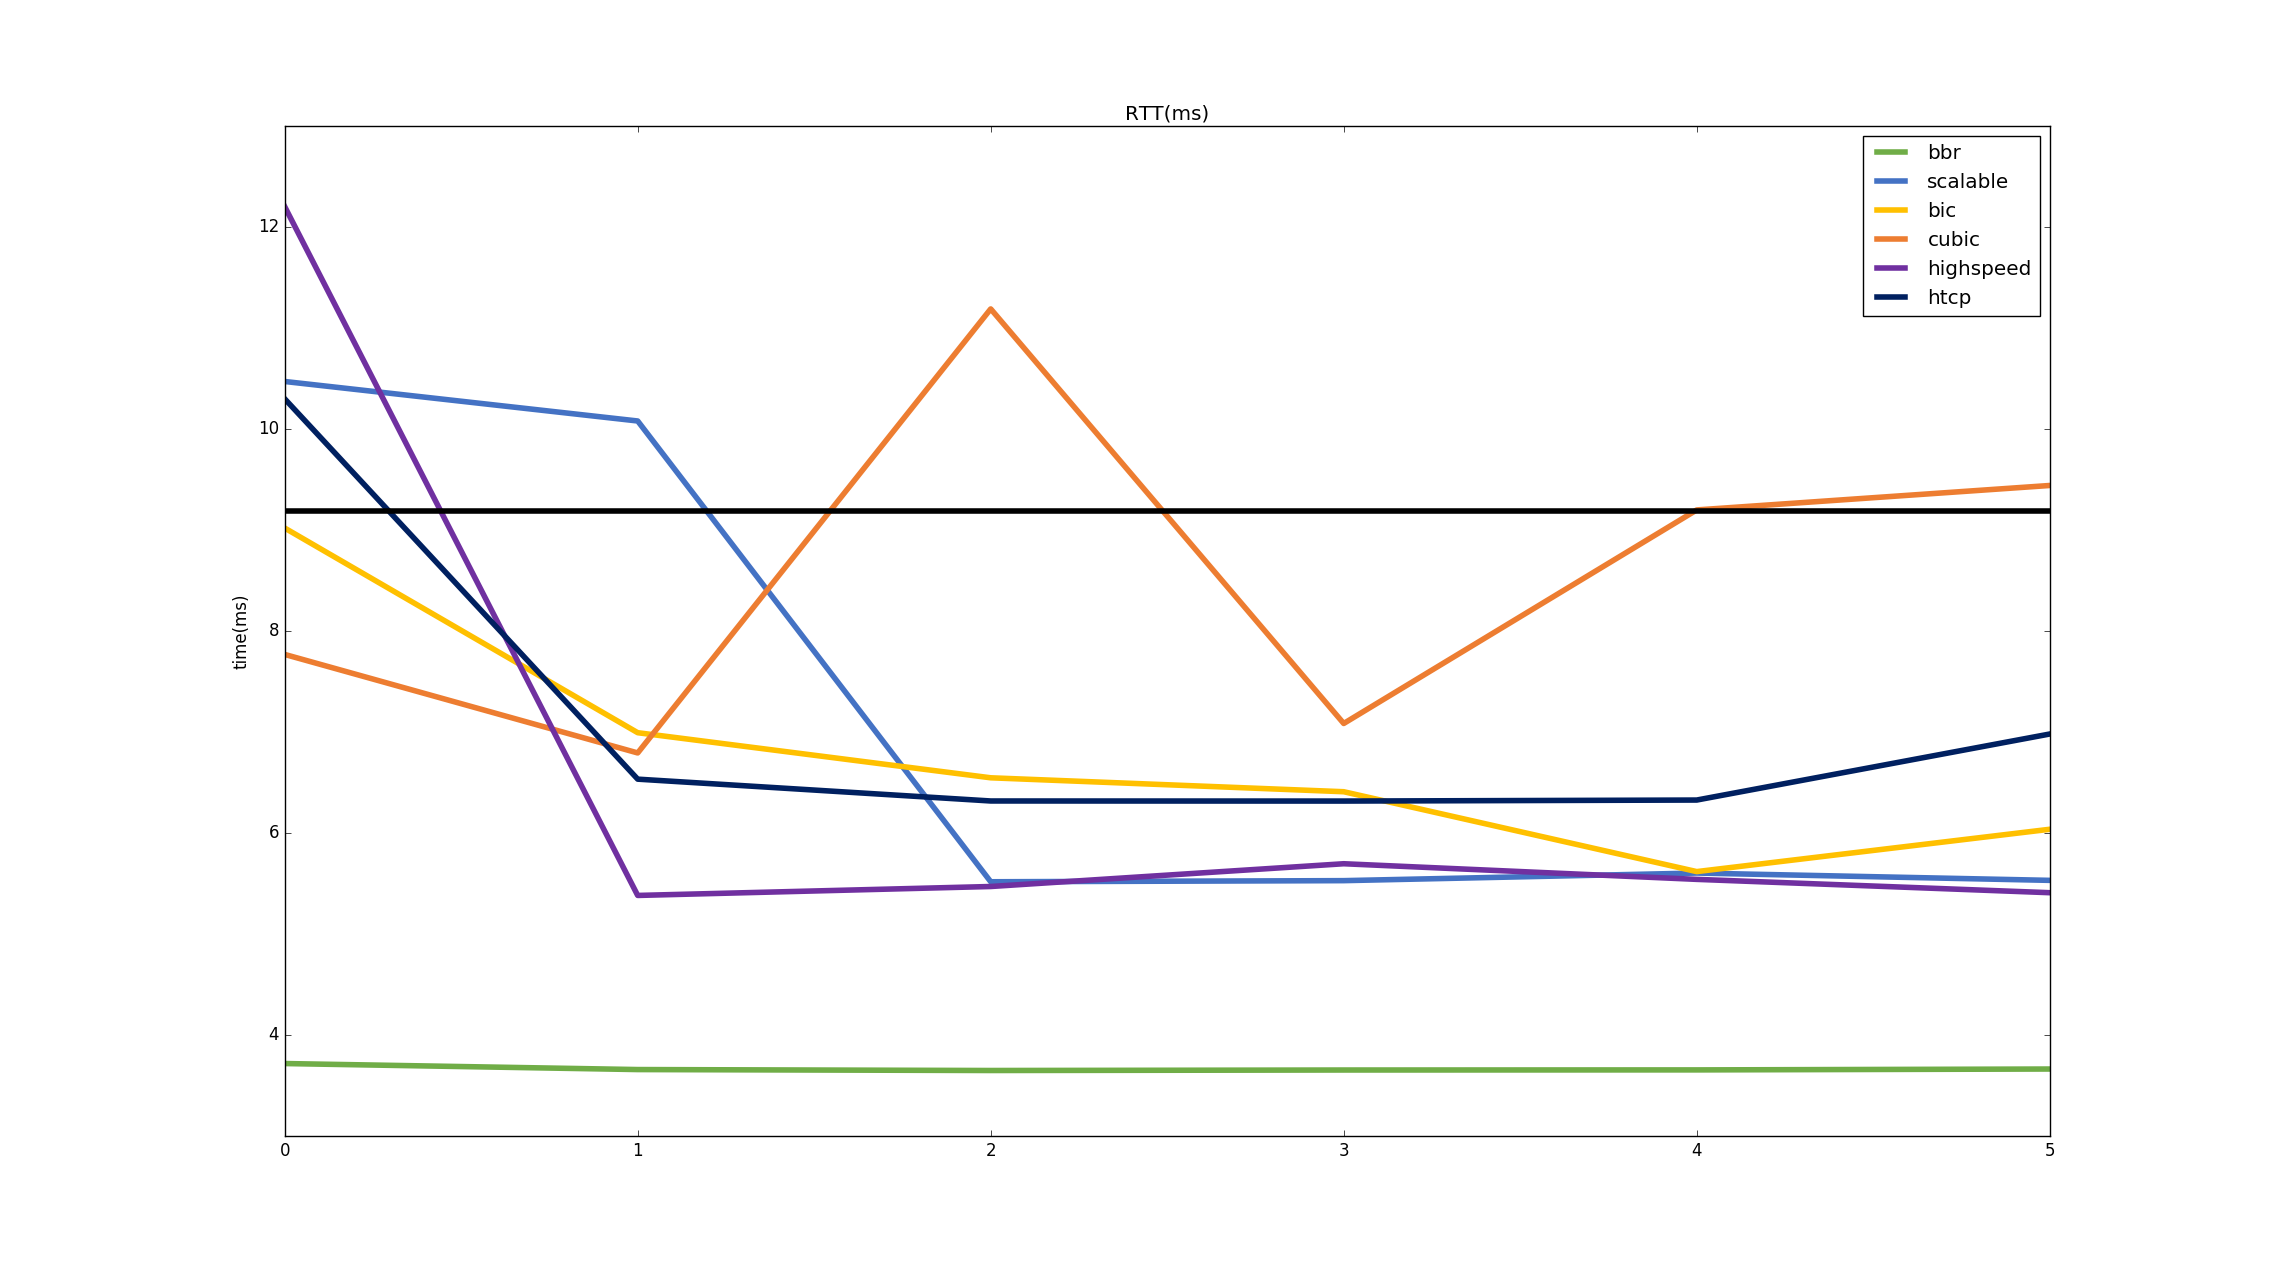 RTT(ms)
bbr
scalable
bic
cubic
highspeed
htcp
12
10
8
6
4
time(ms)
0 1 2 3 4 5